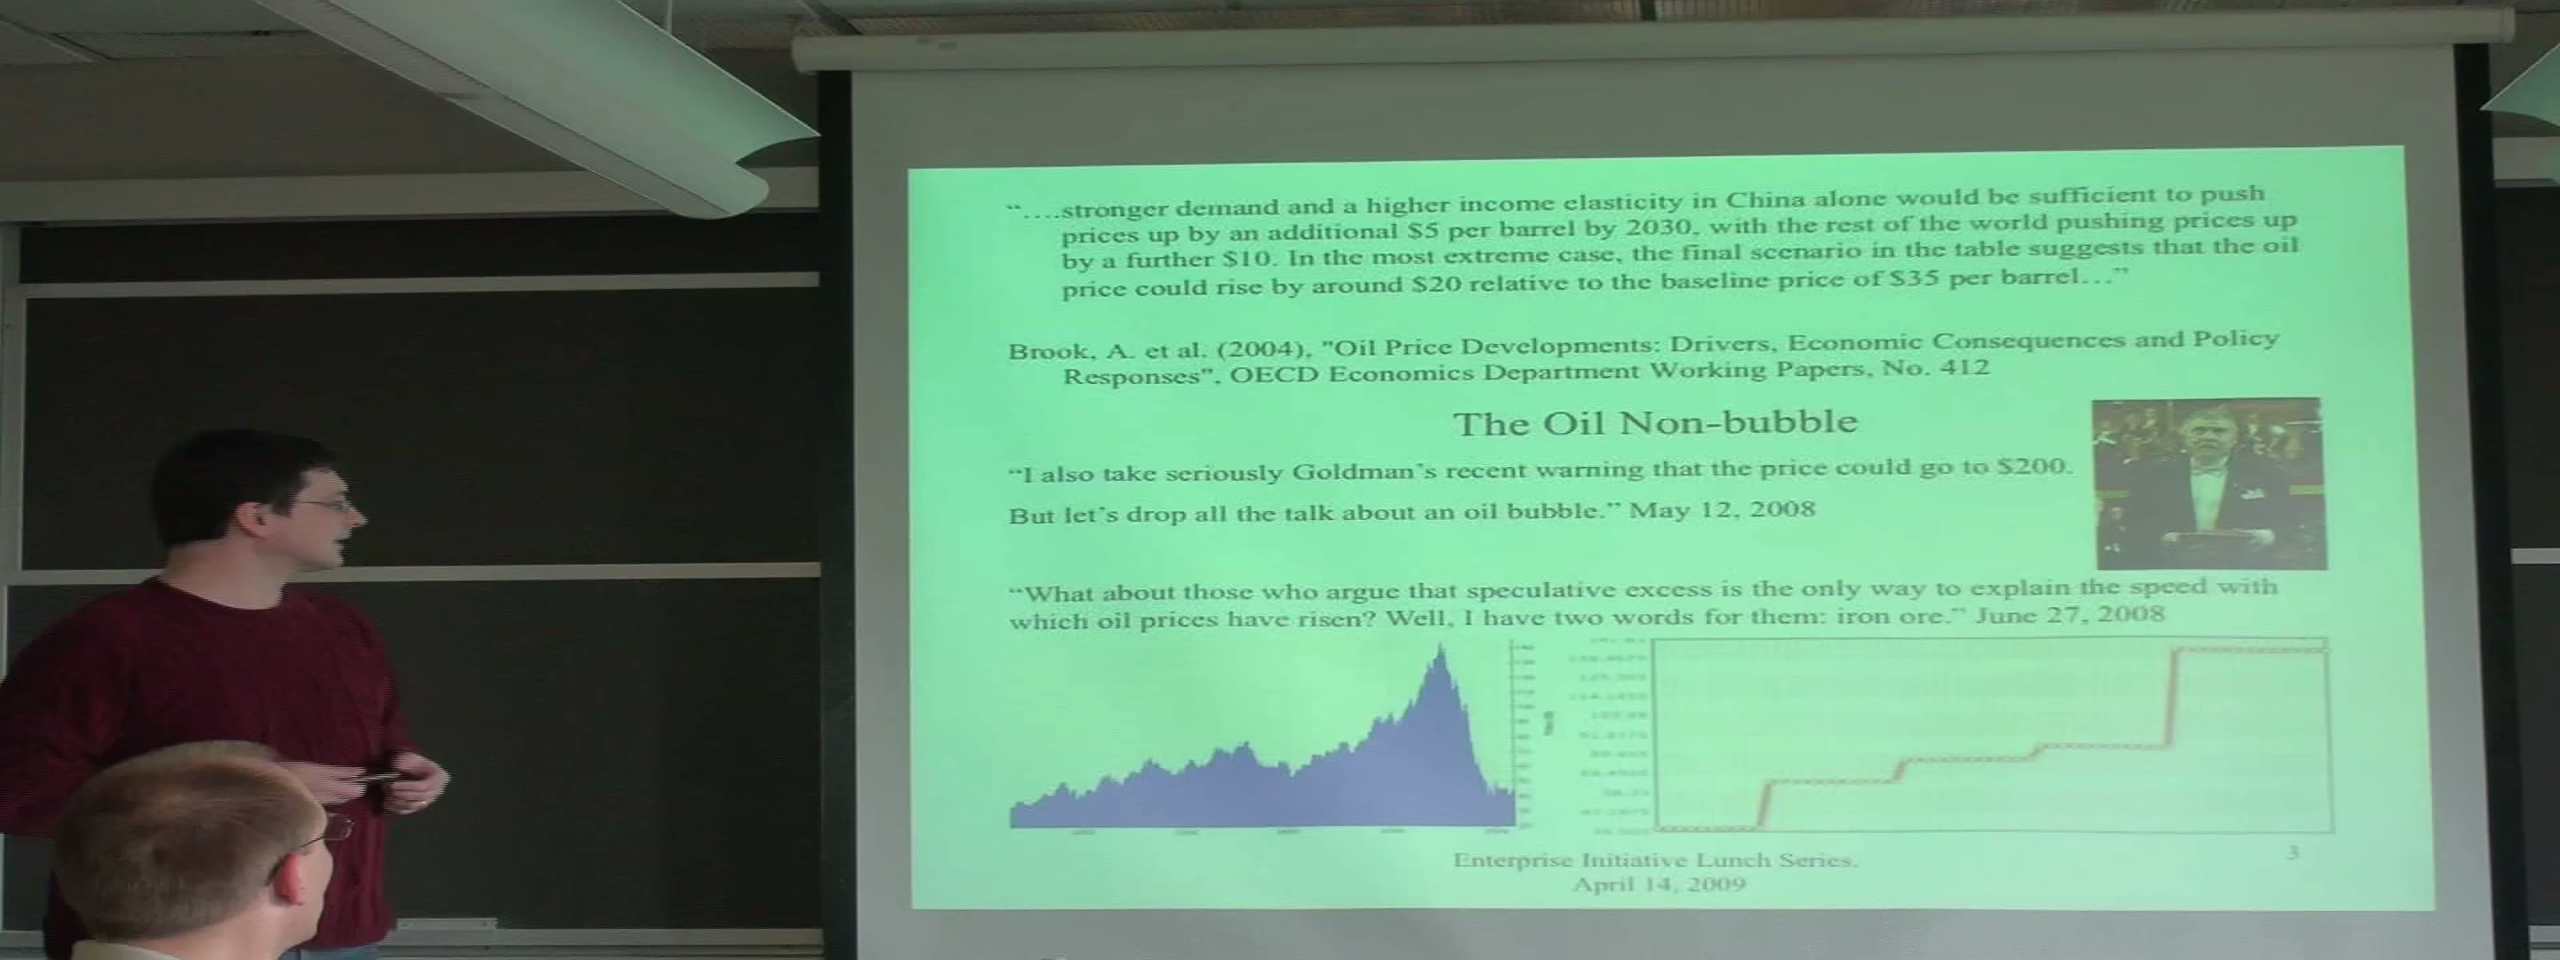 “....stronger demand and a higher income elasticity in China alone would be sufficient to push
prices up by an additional $5 per barrel by 2030, with the rest of the world pushing prices up
by a further $10. In the most extreme case, the final scenario in the table suggests that the oil
price could rise by around $20 relative to the baseline price of $35 per barrel...”
Brook, A. et al. (2004), "Oil Price Developments: Drivers, Economic Consequences and Policy
Responses", OECD Economics Department Working Papers, No. 412
The Oil Non-bubble
“I also take seriously Goldman’s recent warning that the price could go to $200.
But let’s drop all the talk about an oil bubble.” May 12, 2008
“What about those who argue that speculative excess is the only way to explain the speed with
which oil prices have risen? Well, I have two words for them: iron ore.” June 27, 2008
Enterprise Initiative Lunch Series.
April 14, 2009
3